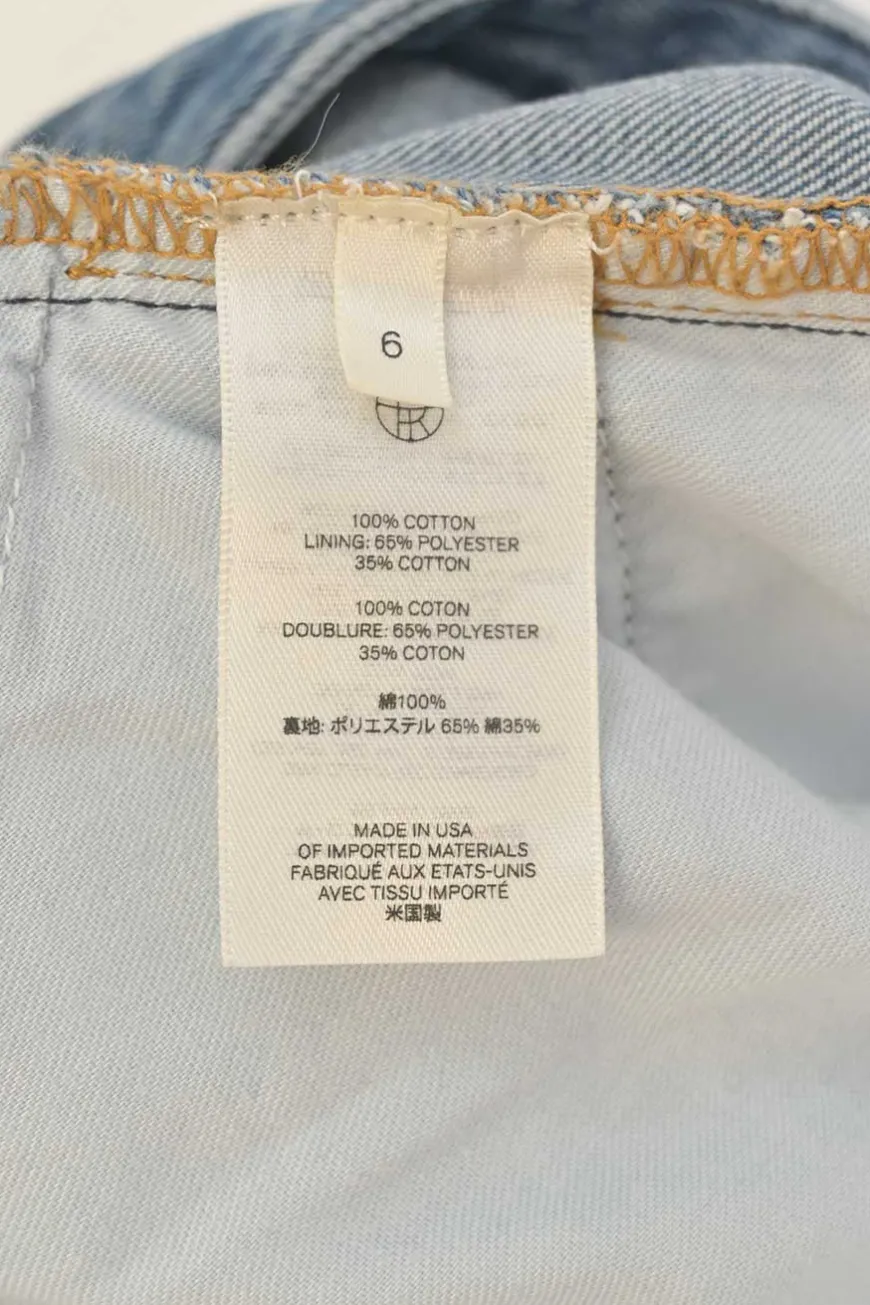 6
100% COTTON
LINING: 65% POLYESTER
35% COTTON
100% COTON
DOUBLURE: 65% POLYESTER
35% COTON
綿100%
裏地: ポリエステル 65% 綿35%
MADE IN USA
OF IMPORTED MATERIALS
FABRIQUÉ AUX ETATS-UNIS
AVEC TISSU IMPORTÉ
米国製